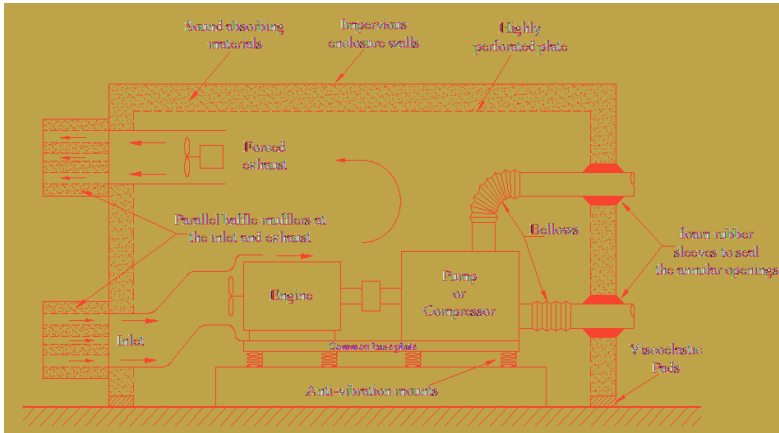 Sound absorbing
materials
Impervious
enclosure walls
Highly
perforated plate
Forced
exhaust
Parallel baffle mufflers at
the inlet and exhaust
Bellows
foam rubber
sleeves to seal
the annular openings
Engine
Pump
or
Compressor
Inlet
Common base plate
Viscoelastic
Pads
Anti-vibration mounts